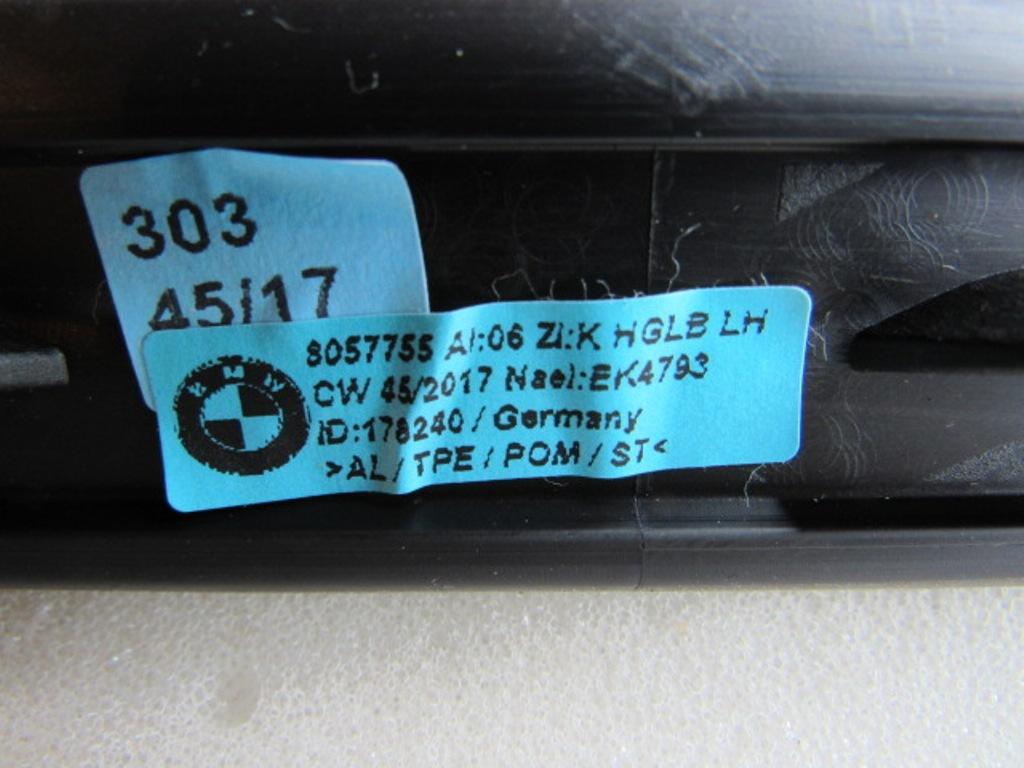 303
45/17
BMW
8057755 AI:06 ZI:K HGLB LH
CW 45/2017 Nael:EK4793
ID:178240 / Germany
>AL / TPE / POM / ST<